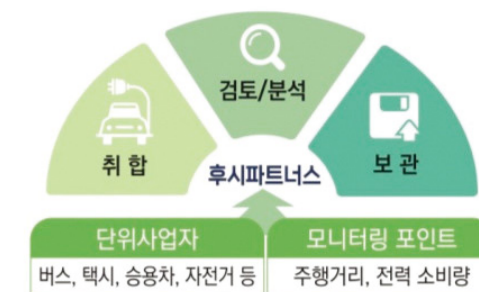 검토/분석
취합
보관
후시파트너스
단위사업자
모니터링 포인트
버스, 택시, 승용차, 자전거 등
주행거리, 전력 소비량